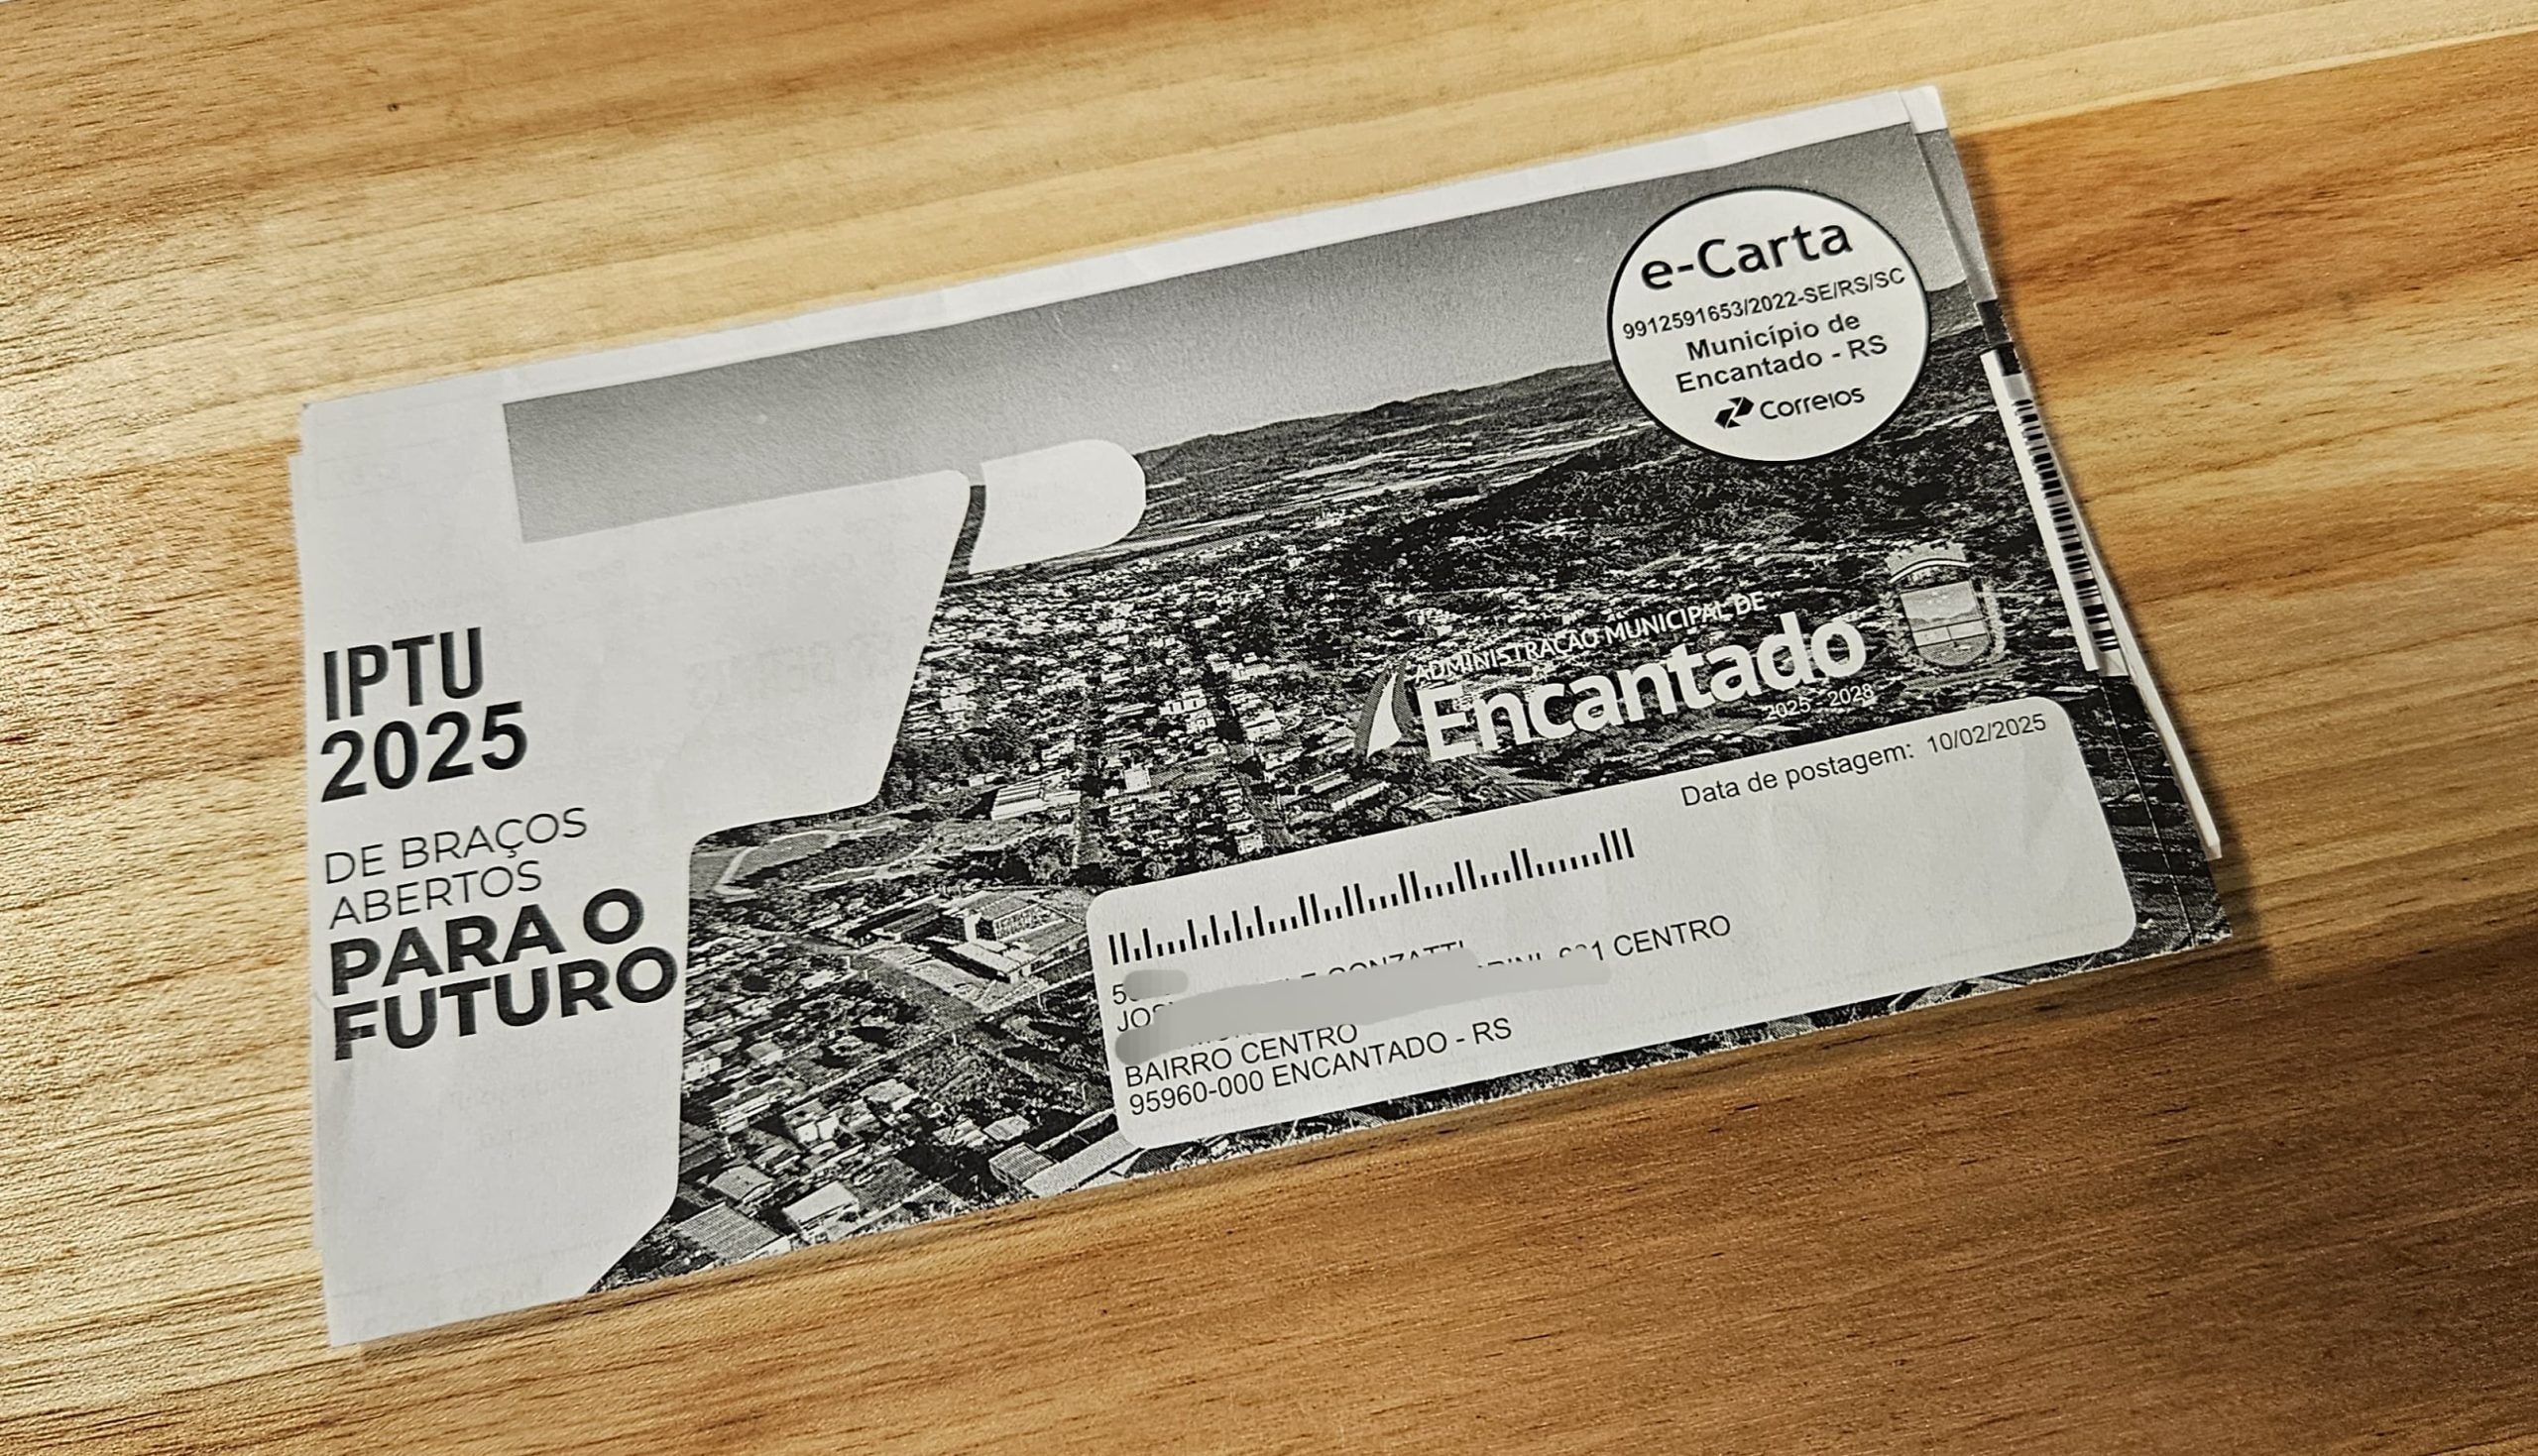 e-Carta
9912591653/2022-SE/RS/SC
Município de
Encantado - RS
Correios
ADMINISTRAÇÃO MUNICIPAL DE
Encantado
2025 - 2028
IPTU
2025
DE BRAÇOS
ABERTOS
PARA O
FUTURO
Data de postagem: 10/02/2025
CENTRO
BAIRRO CENTRO
95960-000 ENCANTADO - RS